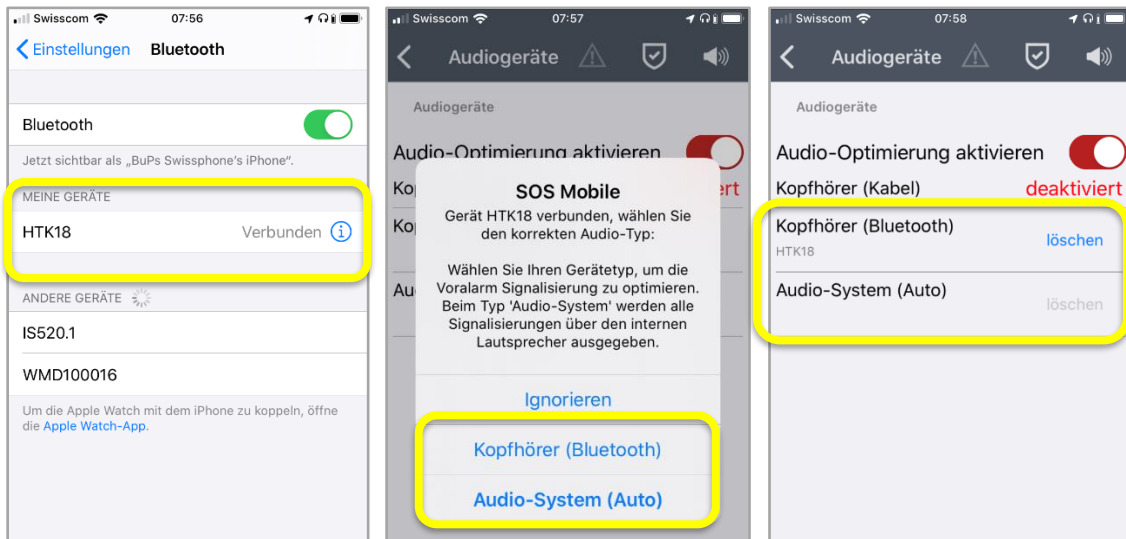 Swisscom 07:56
Einstellungen Bluetooth
Bluetooth
Jetzt sichtbar als „BuPs Swissphone's iPhone“.
MEINE GERÄTE
HTK18 Verbunden
ANDERE GERÄTE
IS520.1
WMD100016
Um die Apple Watch mit dem iPhone zu koppeln, öffne
die Apple Watch-App.
Swisscom 07:57
Audiogeräte
Audiogeräte
Audio-Optimierung aktivieren
SOS Mobile
Gerät HTK18 verbunden, wählen Sie
den korrekten Audio-Typ:
Wählen Sie Ihren Gerätetyp, um die
Voralarm Signalisierung zu optimieren.
Beim Typ 'Audio-System' werden alle
Signalisierungen über den internen
Lautsprecher ausgegeben.
Ignorieren
Kopfhörer (Bluetooth)
Audio-System (Auto)
Swisscom 07:58
Audiogeräte
Audiogeräte
Audio-Optimierung aktivieren
Kopfhörer (Kabel) deaktiviert
Kopfhörer (Bluetooth)
HTK18 löschen
Audio-System (Auto)
löschen